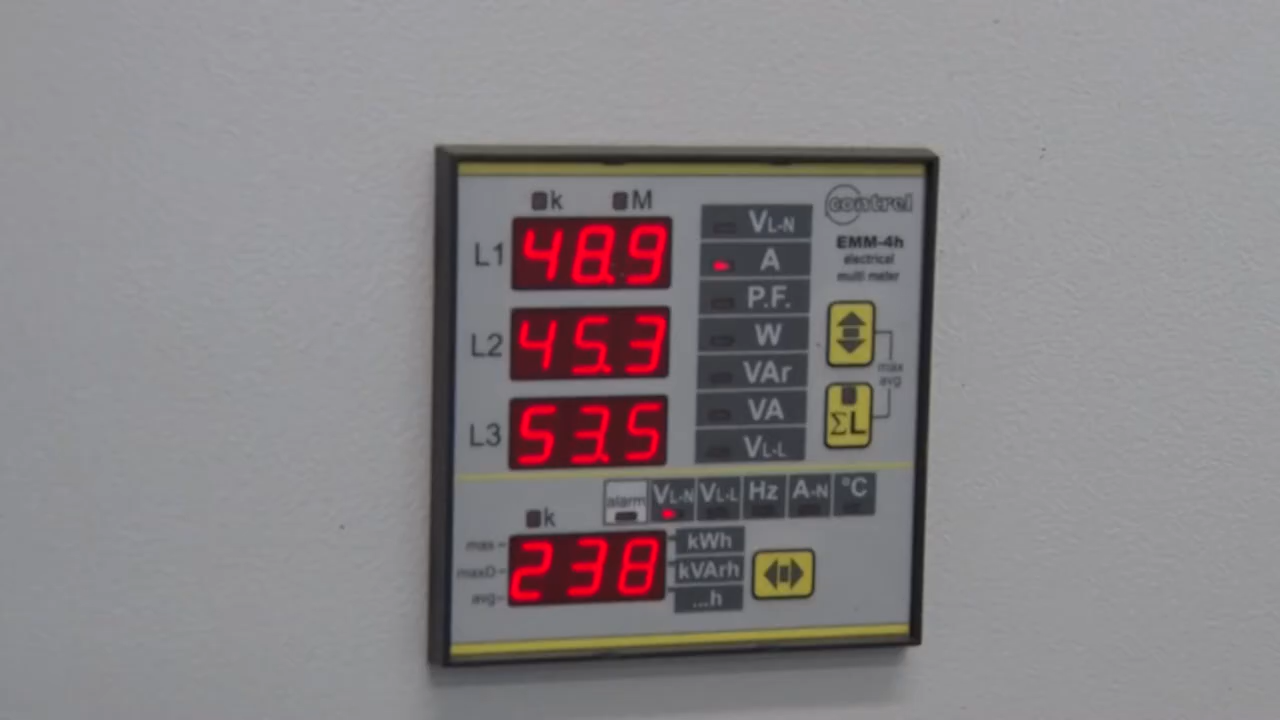 k M
contrel
L1 48.9 VL-N
EMM-4h
electrical
multi meter
A
P.F.
L2 45.3 W
VAr
max
avg
L3 53.5 VA
ΣL
VL-L
alarm VL-N VL-L Hz A-N °C
k
max 238 kWh
maxD kVArh
avg ...h